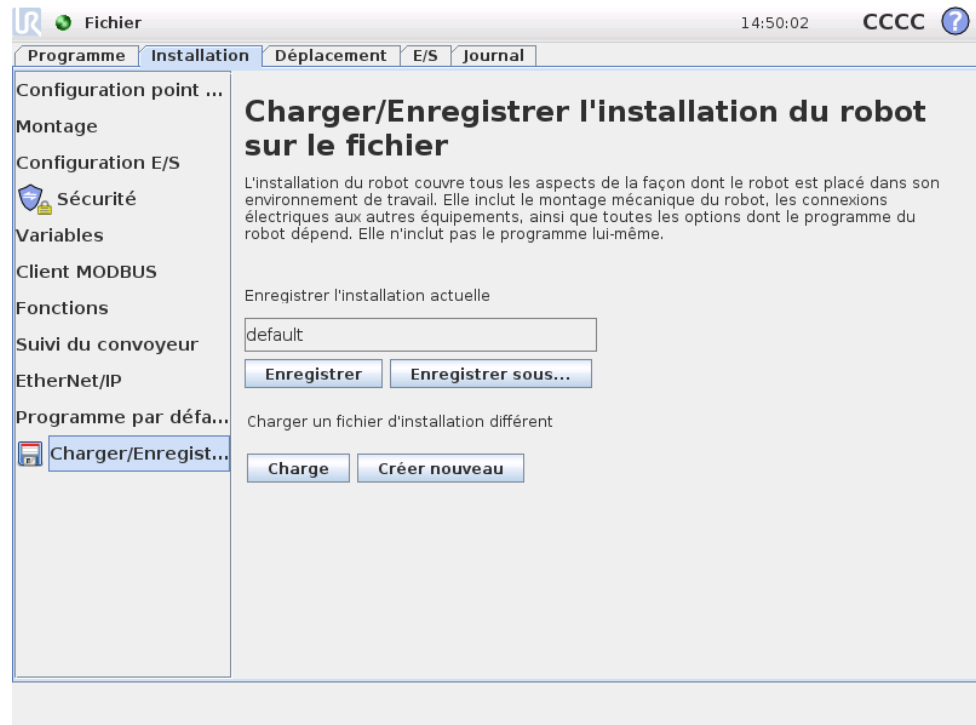 UR Fichier 14:50:02 CCCC ?
Programme Installation Déplacement E/S Journal
Configuration point ...
Montage
Configuration E/S
Sécurité
Variables
Client MODBUS
Fonctions
Suivi du convoyeur
EtherNet/IP
Programme par défa...
Charger/Enregist...
Charger/Enregistrer l'installation du robot
sur le fichier
L'installation du robot couvre tous les aspects de la façon dont le robot est placé dans son
environnement de travail. Elle inclut le montage mécanique du robot, les connexions
électriques aux autres équipements, ainsi que toutes les options dont le programme du
robot dépend. Elle n'inclut pas le programme lui-même.
Enregistrer l'installation actuelle
default
Enregistrer Enregistrer sous...
Charger un fichier d'installation différent
Charge Créer nouveau